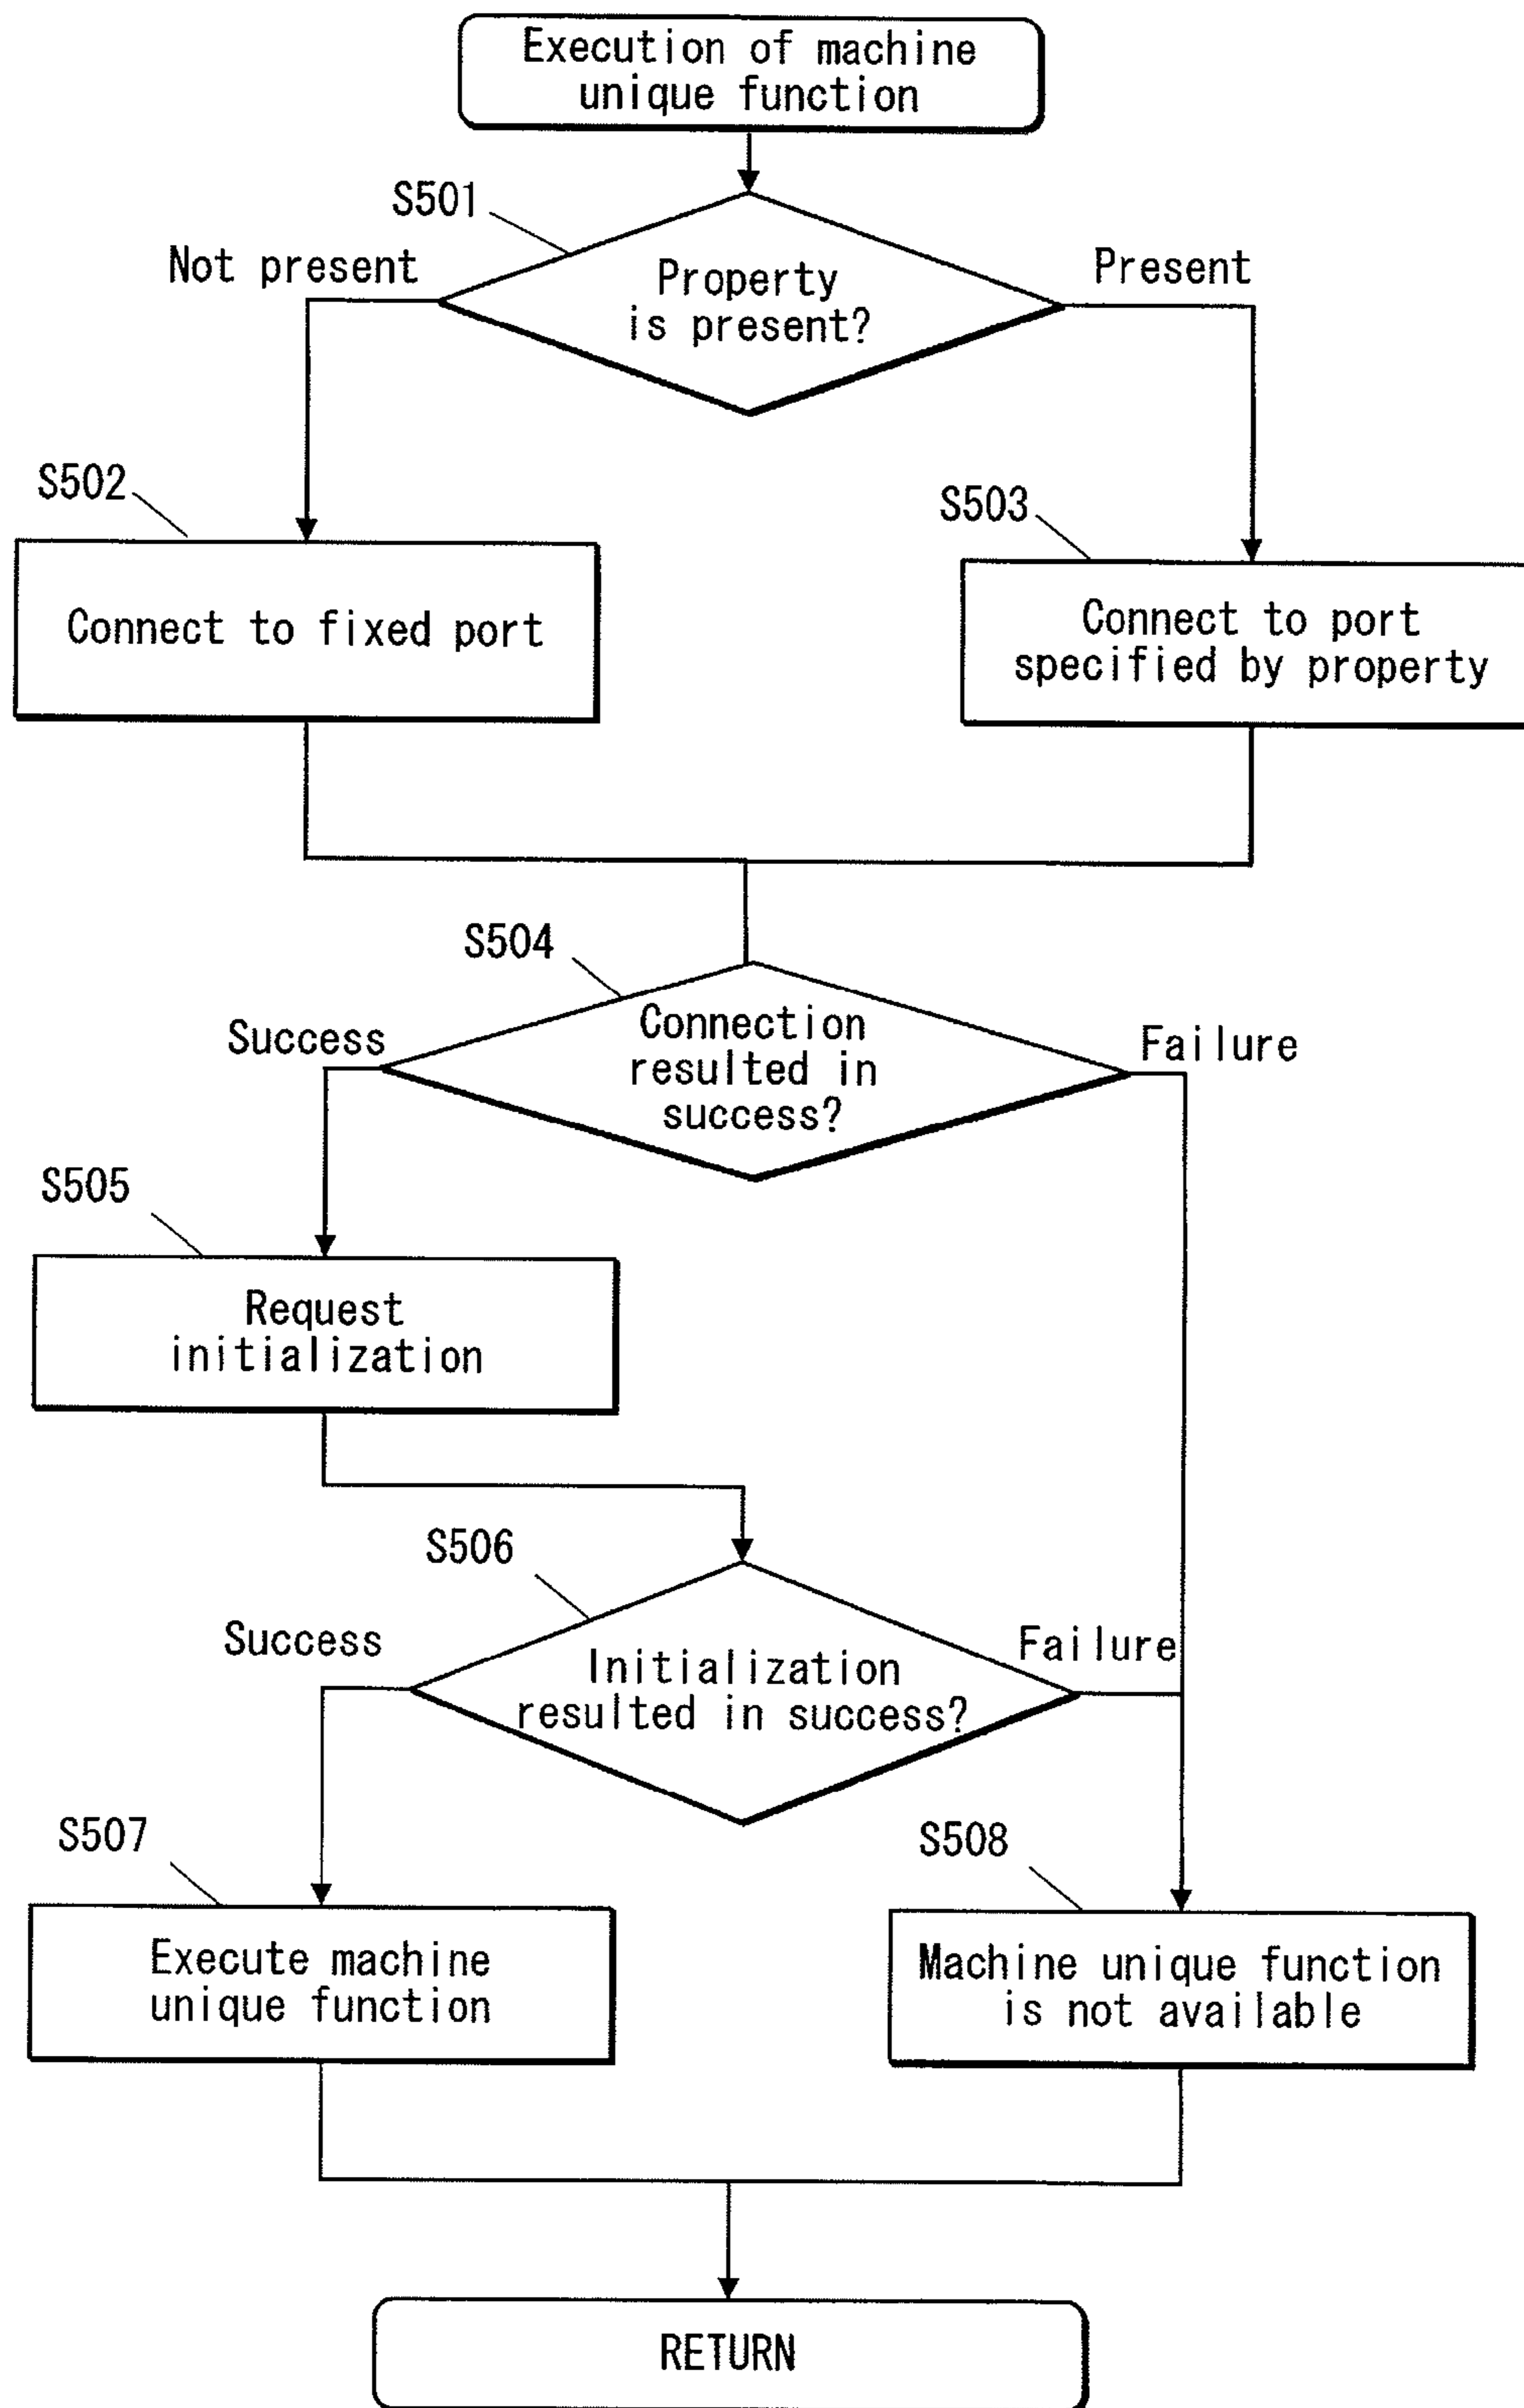 Execution of machine
unique function
S501
Not present
Property
is present?
Present
S502
Connect to fixed port
S503
Connect to port
specified by property
S504
Success
Connection
resulted in
success?
Failure
S505
Request
initialization
S506
Success
Initialization
resulted in success?
Failure
S507
Execute machine
unique function
S508
Machine unique function
is not available
RETURN